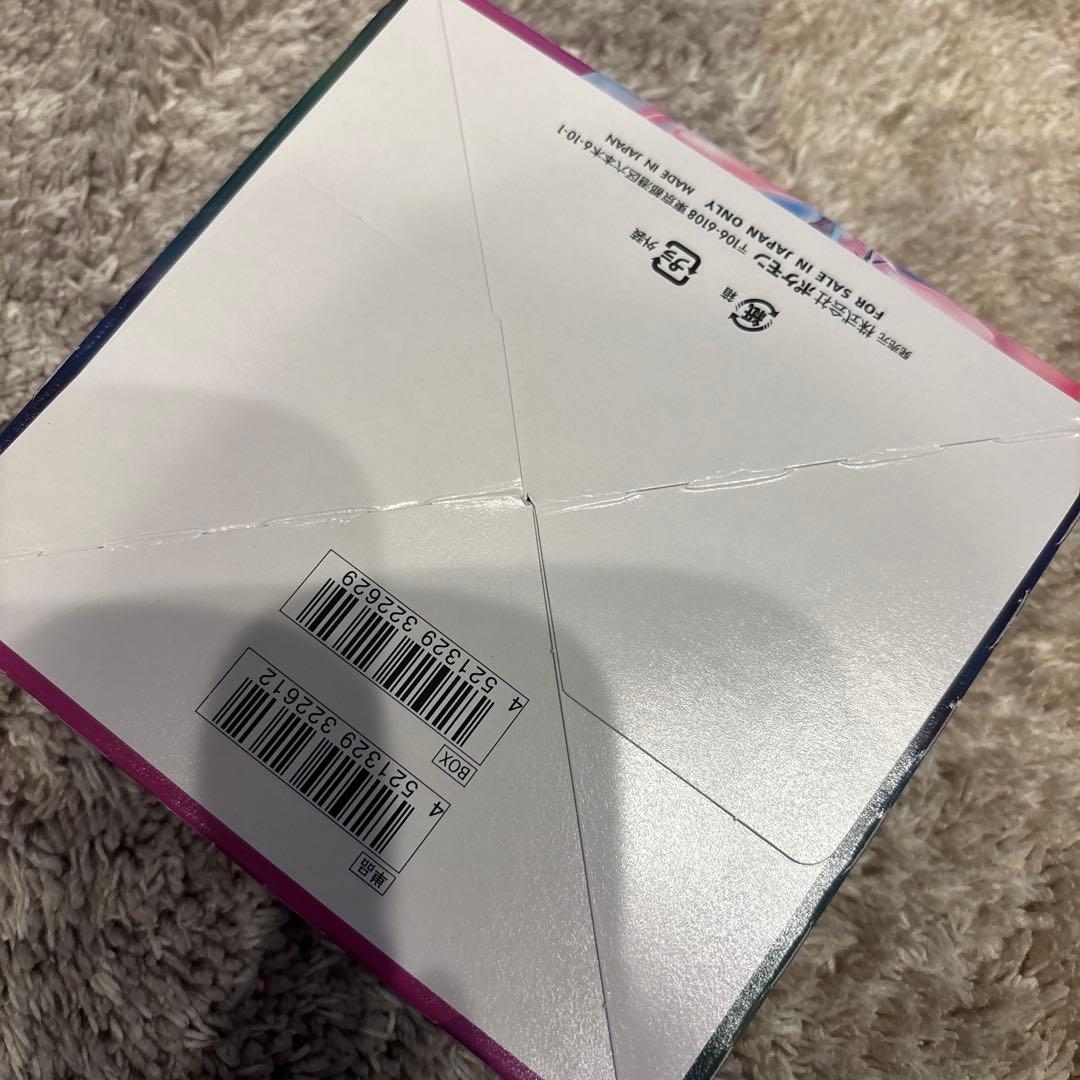 発売元 株式会社ポケモン 〒106-6108 東京都港区六本木6-10-1
FOR SALE IN JAPAN ONLY MADE IN JAPAN
紙 箱
プラ 外装
単品
4 521329 322612
BOX
4 521329 322629